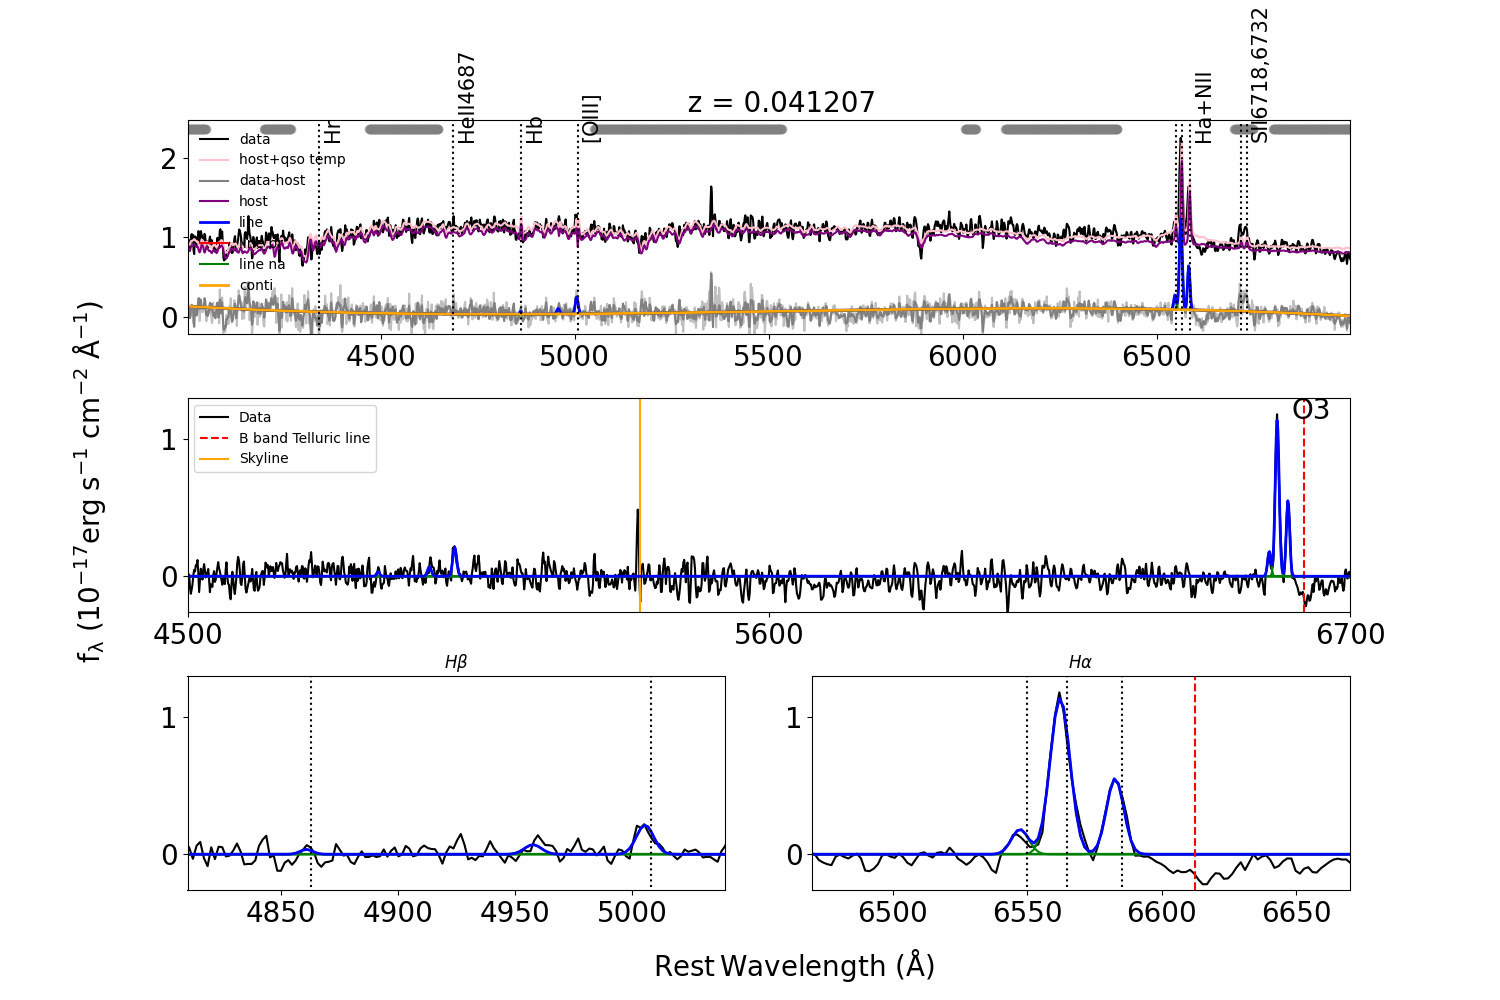 z = 0.041207
Hr
HeII4687
Hb
[OIII]
Ha+NII
SII6718,6732
data
host+qso temp
data-host
host
line
line na
conti
2
1
0
4500
5000
5500
6000
6500
Data
B band Telluric line
Skyline
O3
1
0
4500
5600
6700
fλ (10⁻¹⁷erg s⁻¹ cm⁻² Å⁻¹)
Hβ
1
0
4850
4900
4950
5000
Hα
1
0
6500
6550
6600
6650
Rest Wavelength (Å)